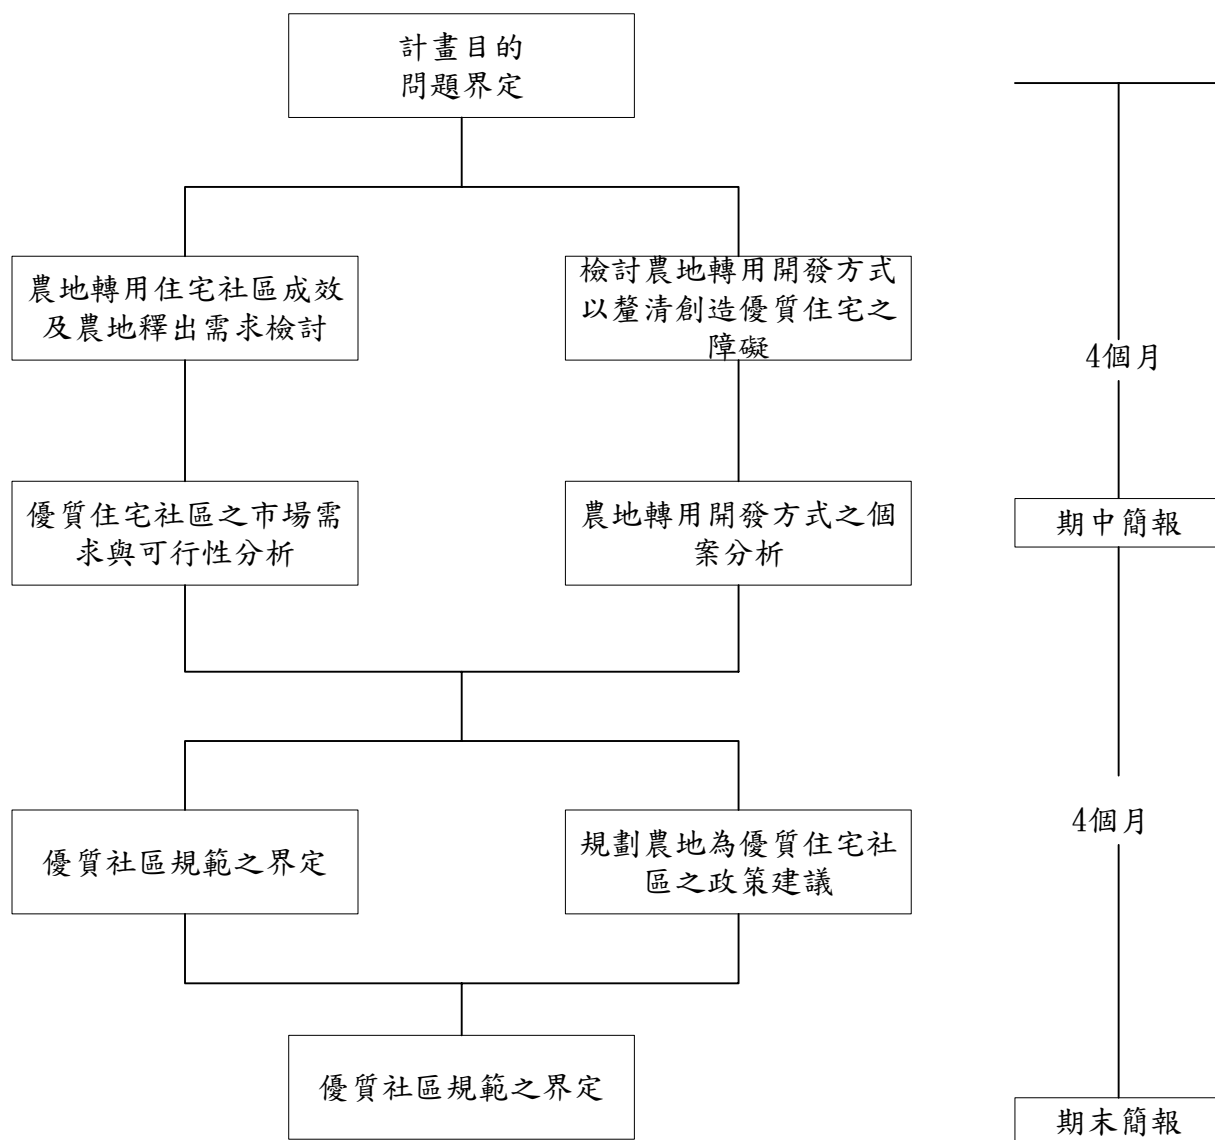 計畫目的
問題界定
農地轉用住宅社區成效
及農地釋出需求檢討
檢討農地轉用開發方式
以釐清創造優質住宅之
障礙
4個月
優質住宅社區之市場需
求與可行性分析
農地轉用開發方式之個
案分析
期中簡報
優質社區規範之界定
規劃農地為優質住宅社
區之政策建議
4個月
優質社區規範之界定
期末簡報